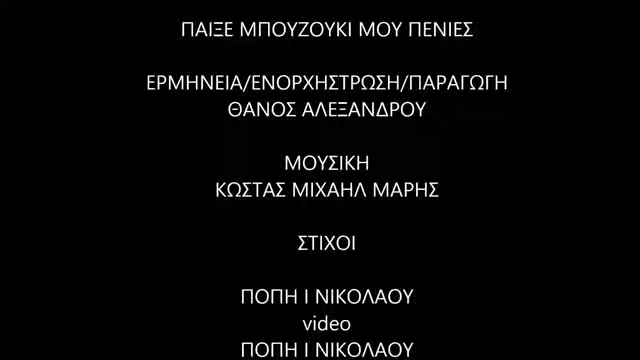 ΠΑΙΞΕ ΜΠΟΥΖΟΥΚΙ ΜΟΥ ΠΕΝΙΕΣ
ΕΡΜΗΝΕΙΑ/ΕΝΟΡΧΗΣΤΡΩΣΗ/ΠΑΡΑΓΩΓΗ
ΘΑΝΟΣ ΑΛΕΞΑΝΔΡΟΥ
ΜΟΥΣΙΚΗ
ΚΩΣΤΑΣ ΜΙΧΑΗΛ ΜΑΡΗΣ
ΣΤΙΧΟΙ
ΠΟΠΗ Ι ΝΙΚΟΛΑΟΥ
video
ΠΟΠΗ Ι ΝΙΚΟΛΑΟΥ